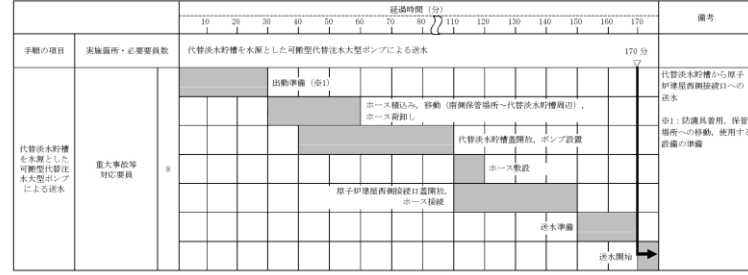 経過時間（分）
備考
10 20 30 40 50 60 110 120 130 140 150 160 170
手順の項目
実施箇所・必要要員数
代替淡水貯槽を水源とした可搬型代替注水大型ポンプによる送水
170 分
代替淡水貯槽
を水源とした
可搬型代替注
水大型ポンプ
による送水
重大事故等
対応要員
8
出動準備（※1）
ホース積込み，移動（南側保管場所～代替淡水貯槽周辺），
ホース荷卸し
代替淡水貯槽蓋開放，ポンプ設置
ホース敷設
原子炉建屋西側接続口蓋開放，
ホース接続
送水準備
送水開始
代替淡水貯槽から原子
炉建屋西側接続口への
送水
※1：防護具着用，保管
場所への移動，使用する
設備の準備